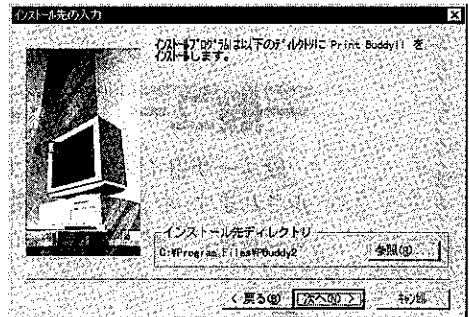 インストール先の入力
インストールプログラムは以下のディレクトリに Print Buddy!! を
インストールします。
インストール先ディレクトリ
C:¥Program Files¥PBuddy2
参照(R)
< 戻る(B)
次へ(N) >
キャンセル